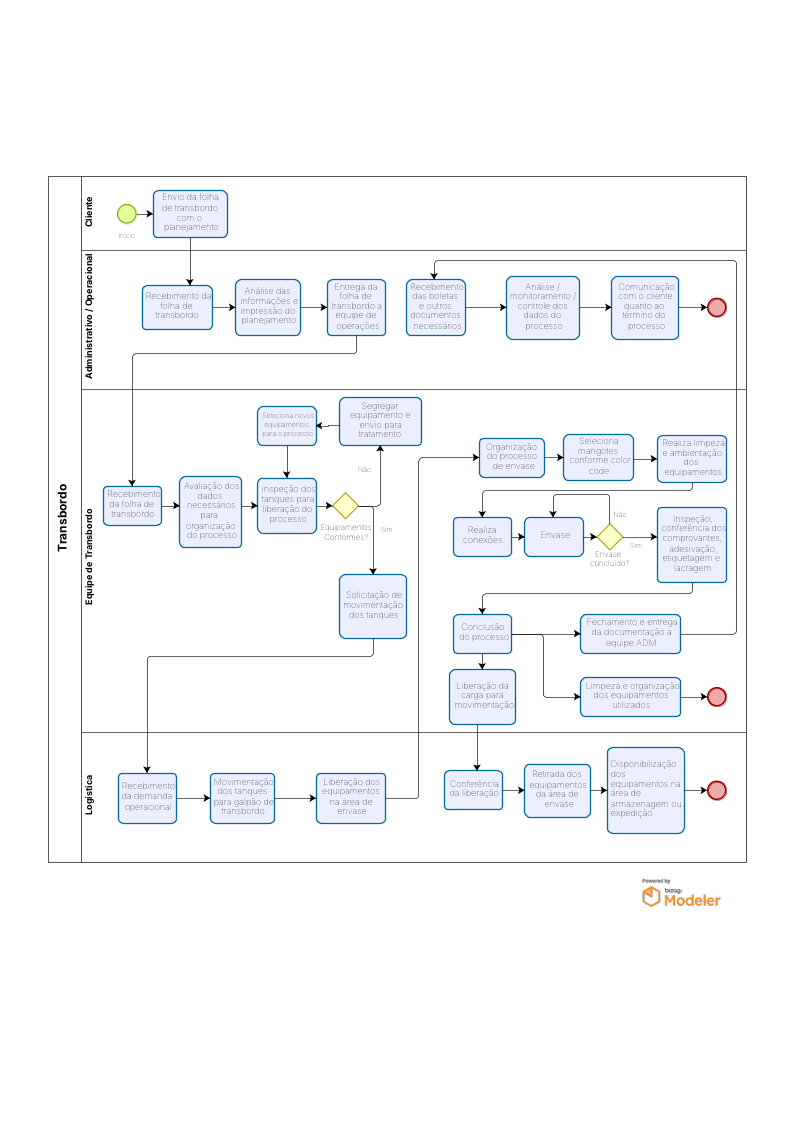 Transbordo
Cliente
Início
Envio da folha
de transbordo
com o
planejamento
Administrativo / Operacional
Recebimento da
folha de
transbordo
Análise das
informações e
impressão do
planejamento
Entrega da
folha de
transbordo a
equipe de
operações
Recebimento
das boletas
e outros
documentos
necessários
Análise /
monitoramento /
controle dos
dados do
processo
Comunicação
com o cliente
quanto ao
término do
processo
Equipe de Transbordo
Recebimento
da folha de
transbordo
Avaliação dos
dados
necessários
para
organização
do processo
Seleciona novos
equipamentos
para o processo
Segregar
equipamento e
envio para
tratamento
Inspeção dos
tanques para
liberação do
processo
Não
Equipamentos
Conformes?
Sim
Solicitação de
movimentação
dos tanques
Organização
do processo
de envase
Seleciona
mangotes
conforme color
code
Realiza limpeza
e ambientação
dos
equipamentos
Realiza
conexões
Envase
Não
Envase
concluído?
Sim
Inspeção,
conferência dos
comprovantes,
adesivação,
etiquetagem e
lacragem
Conclusão
do processo
Fechamento e entrega
da documentação a
equipe ADM
Liberação da
carga para
movimentação
Limpeza e organização
dos equipamentos
utilizados
Logística
Recebimento
da demanda
operacional
Movimentação
dos tanques
para galpão de
transbordo
Liberação dos
equipamentos
na área de
envase
Conferência
da liberação
Retirada dos
equipamentos
da área de
envase
Disponibilização
dos
equipamentos na
área de
armazenagem ou
expedição
Powered by
bizagi
Modeler